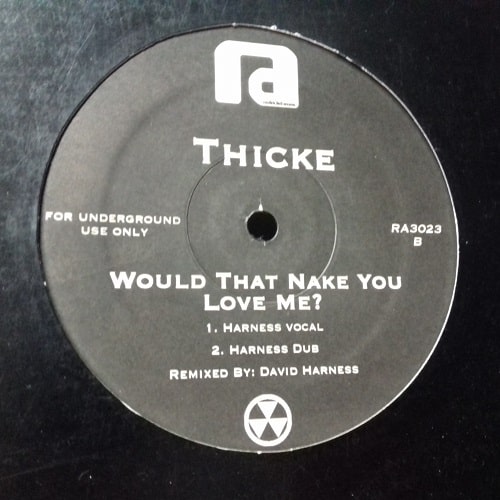 ra
THICKE
FOR UNDERGROUND
USE ONLY
RA3023
B
WOULD THAT NAKE YOU
LOVE ME?
1. HARNESS VOCAL
2. HARNESS DUB
REMIXED BY: DAVID HARNESS